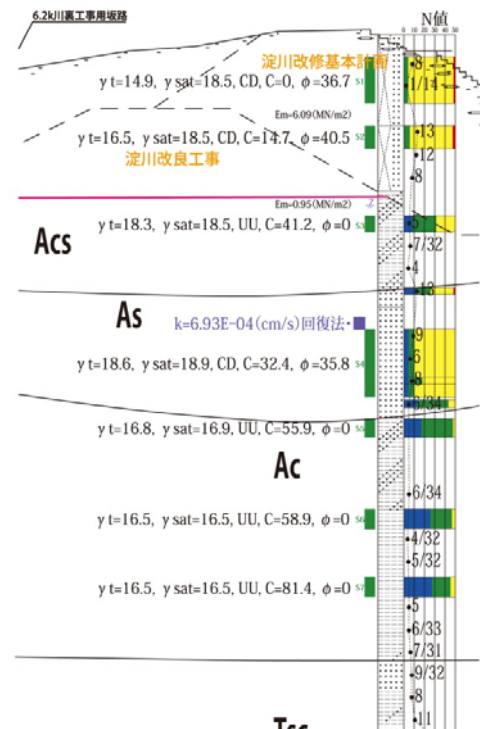 6.2k川裏工事用坂路
N値
0 10 20 30 40 50
淀川改修基本計画
8
γt=14.9, γsat=18.5, CD, C=0, φ=36.7 S1
1/14
Em=6.09(MN/m2)
γt=16.5, γsat=18.5, CD, C=14.7, φ=40.5 S2
13
淀川改良工事
12
8
Em=0.95(MN/m2)
γt=18.3, γsat=18.5, UU, C=41.2, φ=0 S3
5
Acs
7/32
4
13
As
k=6.93E-04(cm/s)回復法・
9
γt=18.6, γsat=18.9, CD, C=32.4, φ=35.8 S4
6
8
6/34
γt=16.8, γsat=16.9, UU, C=55.9, φ=0 S5
Ac
6/34
γt=16.5, γsat=16.5, UU, C=58.9, φ=0 S6
4/32
5/32
γt=16.5, γsat=16.5, UU, C=81.4, φ=0 S7
5
6/33
7/31
9/32
8
11